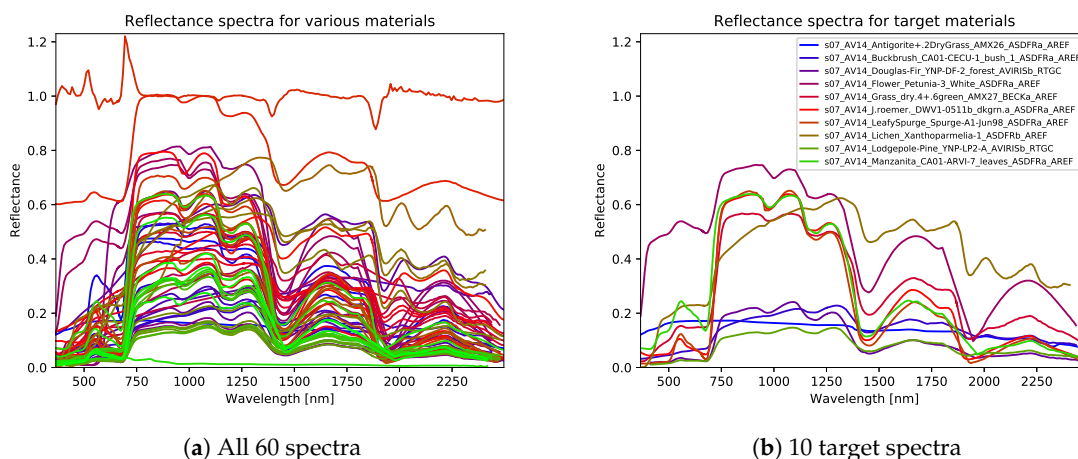 Reflectance spectra for various materials
Reflectance
1.2
1.0
0.8
0.6
0.4
0.2
0.0
500 750 1000 1250 1500 1750 2000 2250
Wavelength [nm]
(a) All 60 spectra
Reflectance spectra for target materials
Reflectance
1.2
1.0
0.8
0.6
0.4
0.2
0.0
s07_AV14_Antigorite+.2DryGrass_AMX26_ASDFRa_AREF
s07_AV14_Buckbrush_CA01-CECU-1_bush_1_ASDFRa_AREF
s07_AV14_Douglas-Fir_YNP-DF-2_forest_AVIRISb_RTGC
s07_AV14_Flower_Petunia-3_White_ASDFRa_AREF
s07_AV14_Grass_dry.4+.6green_AMX27_BECKa_AREF
s07_AV14_J.roemer._DWV1-0511b_dkgrn.a_ASDFRa_AREF
s07_AV14_LeafySpurge_Spurge-A1-Jun98_ASDFRa_AREF
s07_AV14_Lichen_Xanthoparmelia-1_ASDFRb_AREF
s07_AV14_Lodgepole-Pine_YNP-LP2-A_AVIRISb_RTGC
s07_AV14_Manzanita_CA01-ARVI-7_leaves_ASDFRa_AREF
500 750 1000 1250 1500 1750 2000 2250
Wavelength [nm]
(b) 10 target spectra